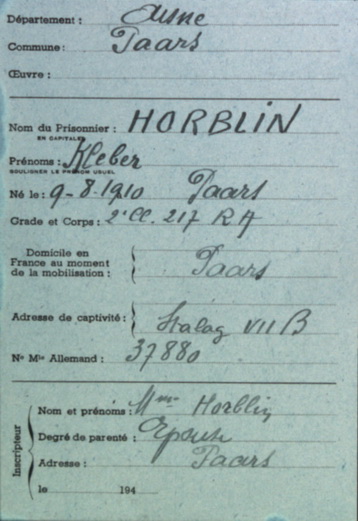 Département : Aisne
Commune : Paars
Œuvre :
Nom du Prisonnier : HORBLIN
EN CAPITALES
Prénoms : Kleber
SOULIGNER LE PRÉNOM USUEL
Né le : 9-8-1910 Paars
Grade et Corps : 2e Cl. 217 RA
Domicile en
France au moment
de la mobilisation : Paars
Adresse de captivité : Stalag VII B
No Mle Allemand : 37880
Inscripteur
Nom et prénoms : Mme Horblin
Degré de parenté : Epouse
Adresse : Paars
le 194